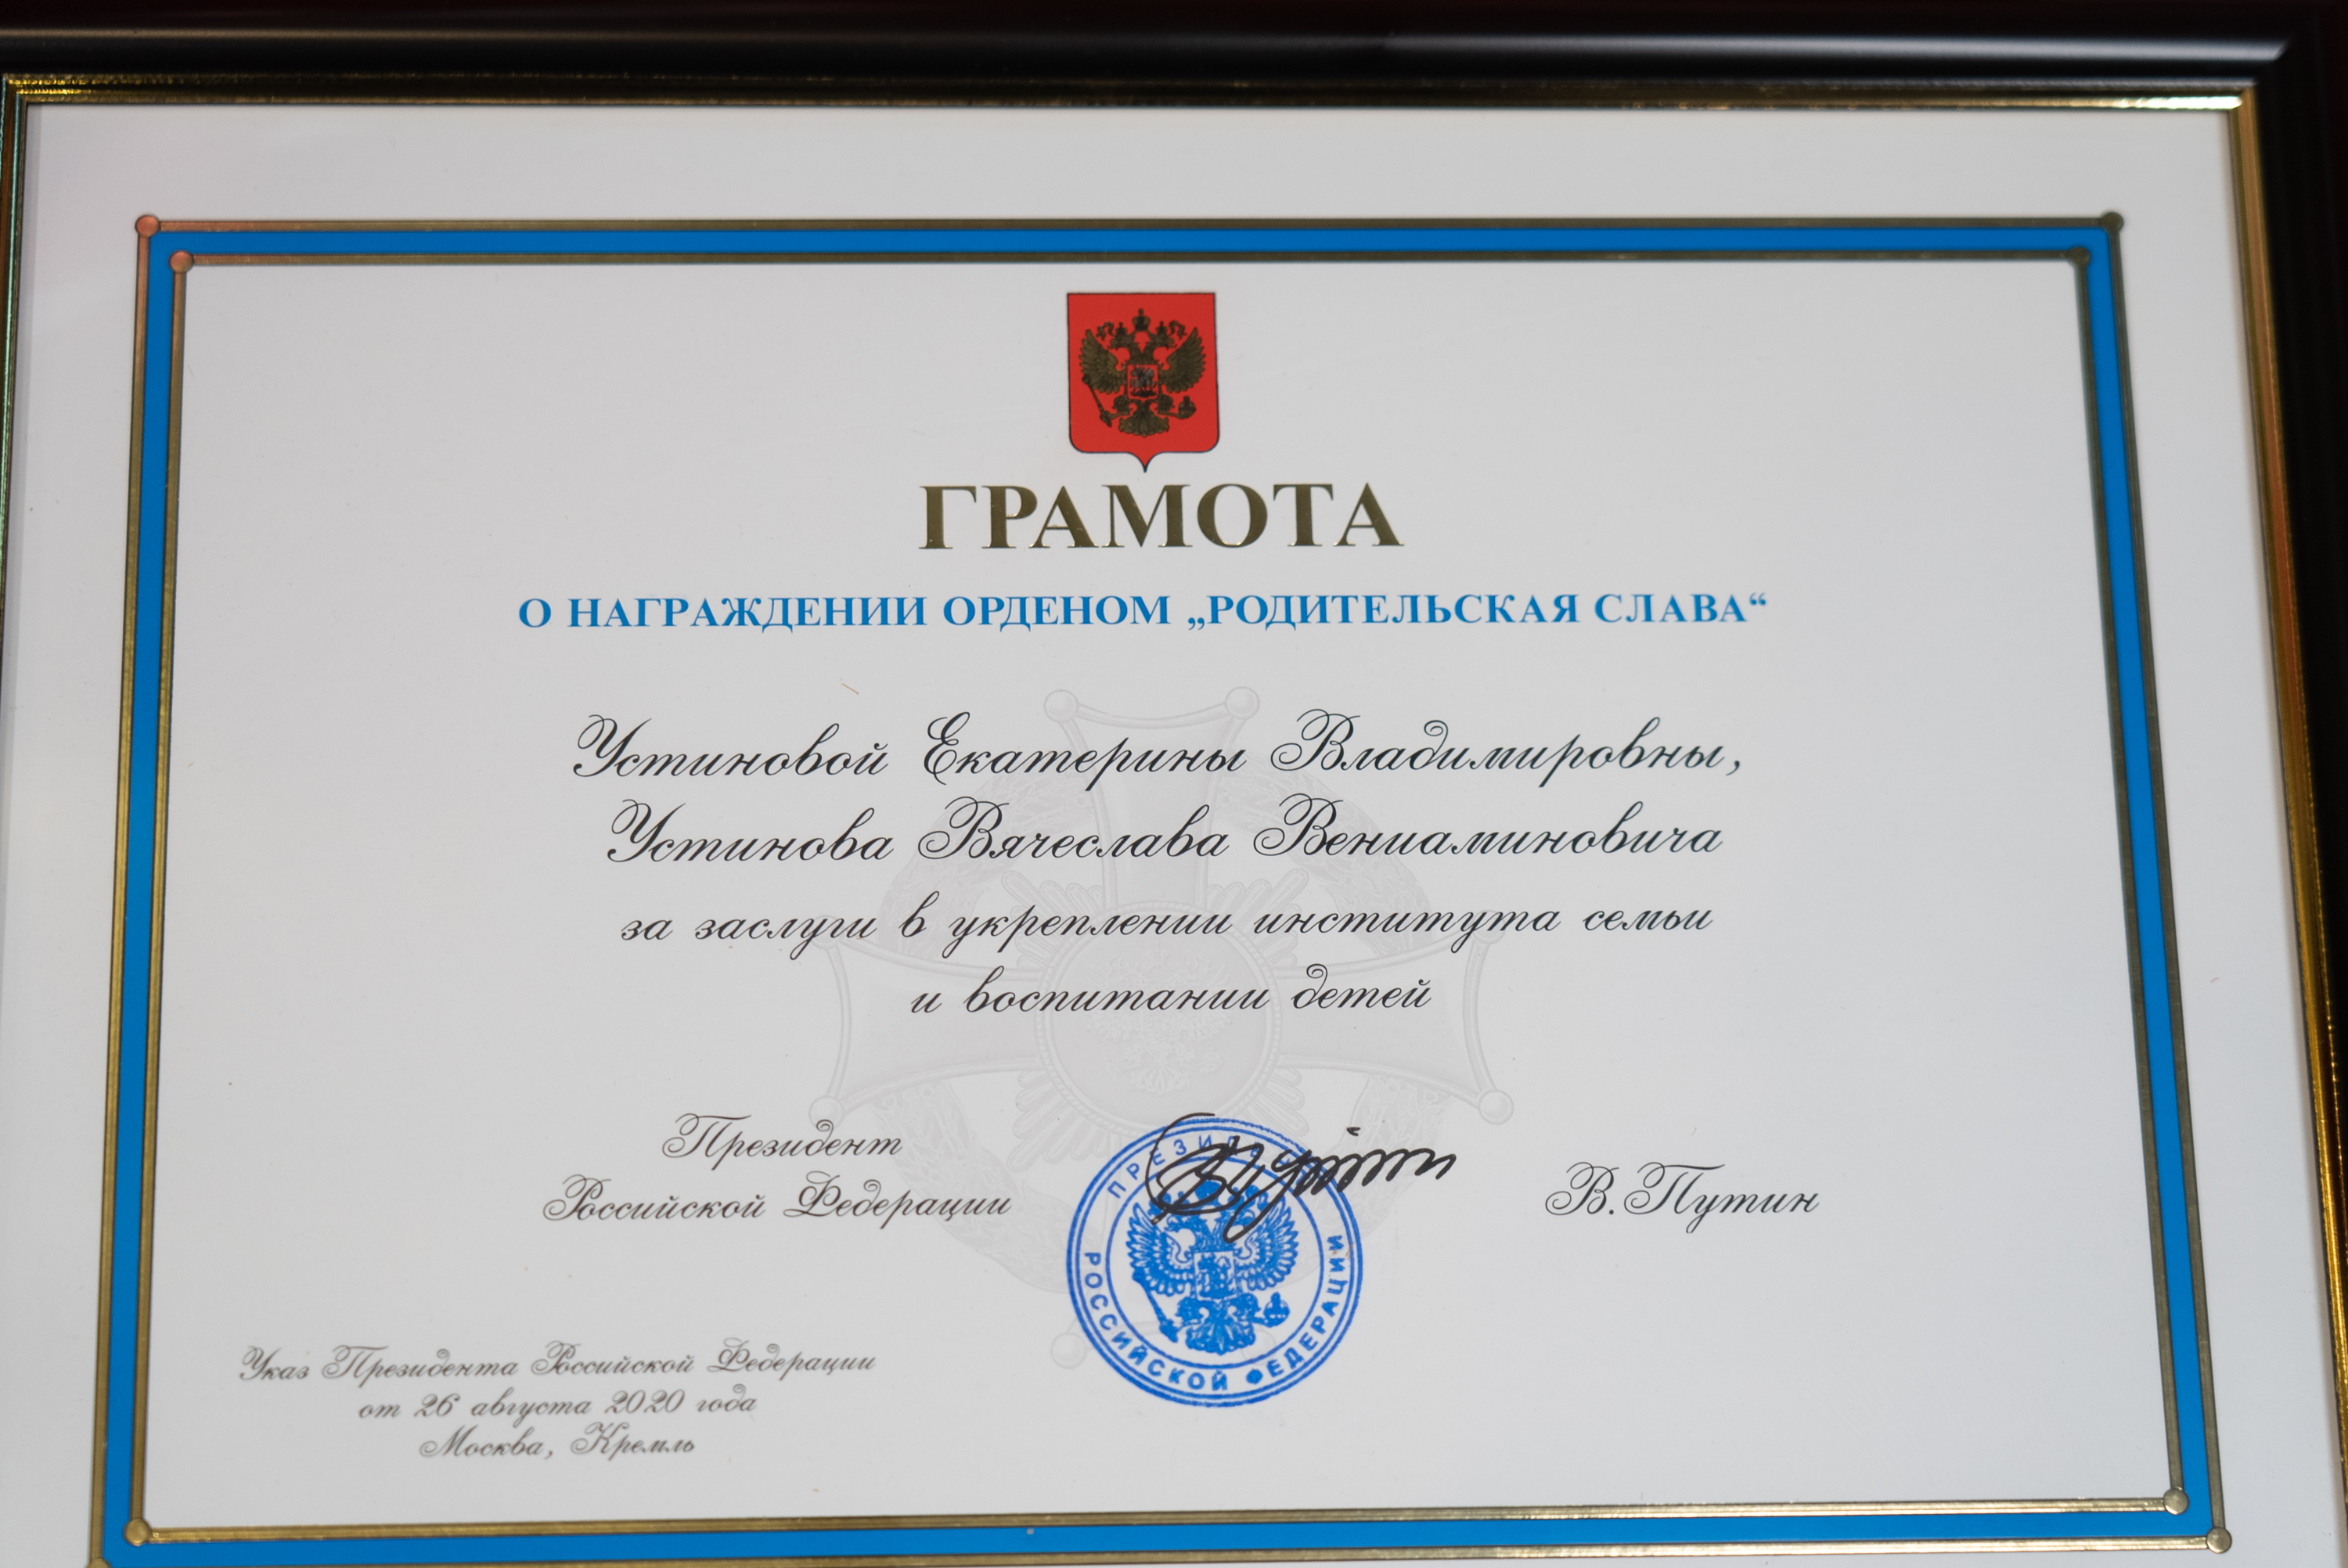 ГРАМОТА
О НАГРАЖДЕНИИ ОРДЕНОМ „РОДИТЕЛЬСКАЯ СЛАВА“
Устиновой Екатерины Владимировны,
Устинова Вячеслава Вениаминовича
за заслуги в укреплении института семьи
и воспитании детей
Президент
Российской Федерации
В. Путин
РОССИЙСКОЙ ФЕДЕРАЦИИ
Указ Президента Российской Федерации
от 26 августа 2020 года
Москва, Кремль